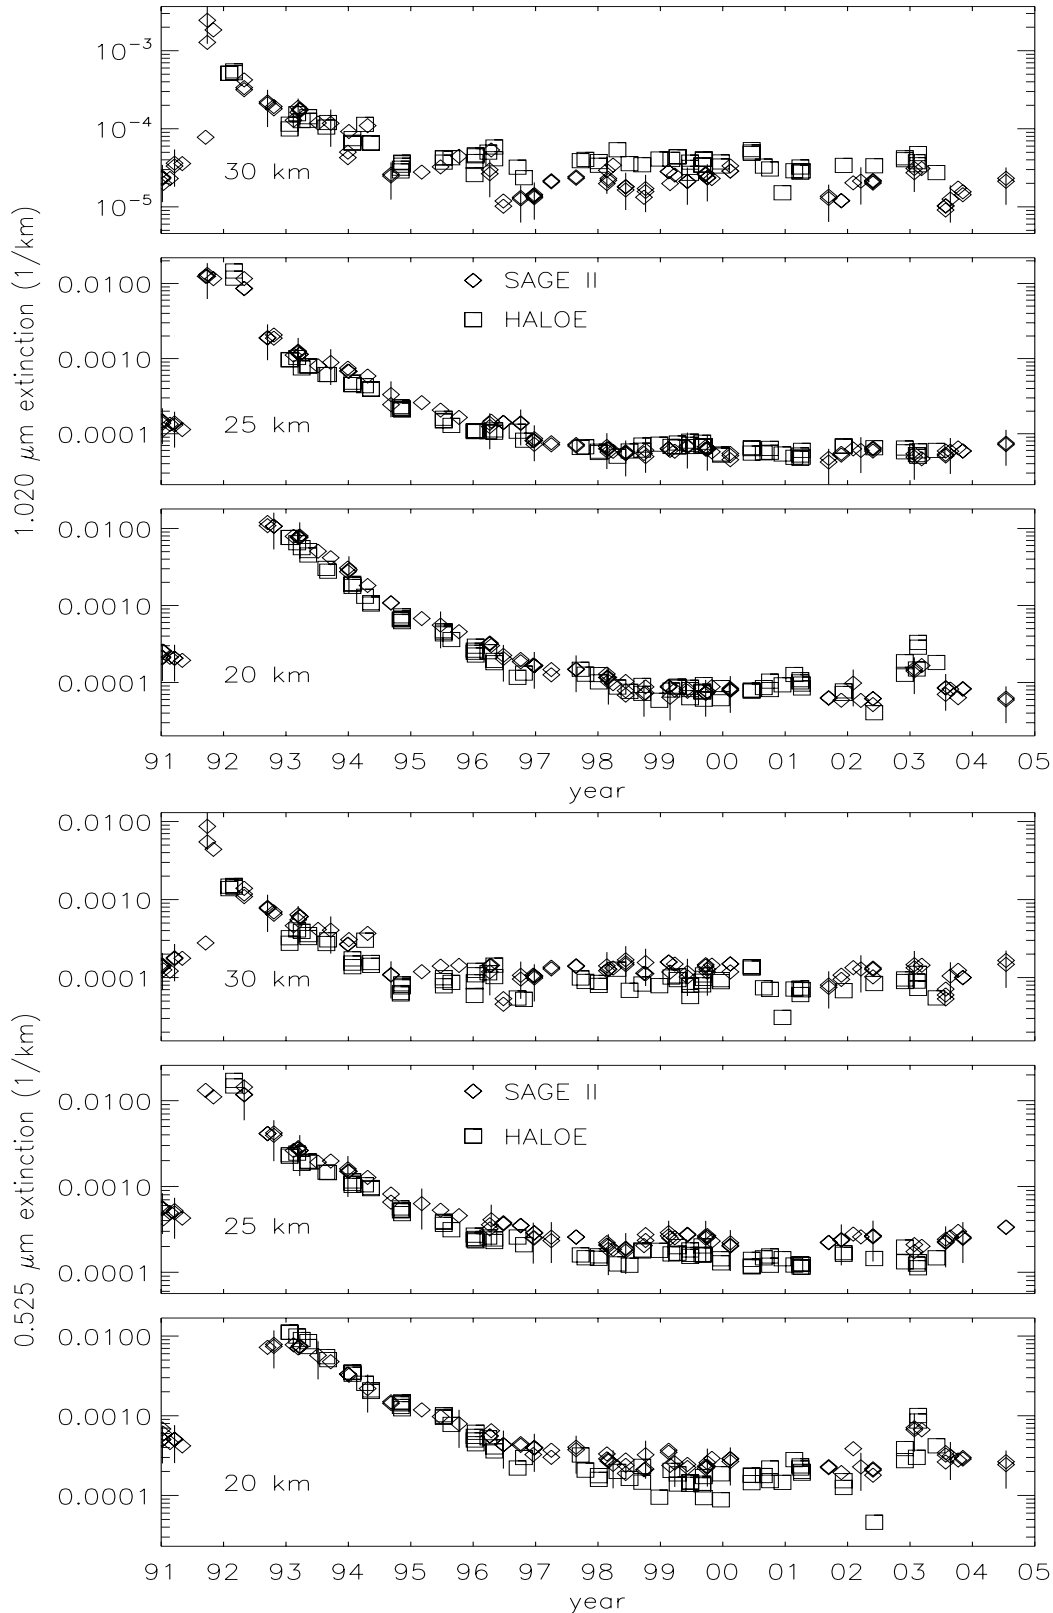 10⁻³
10⁻⁴
10⁻⁵
30 km
0.0100
0.0010
0.0001
SAGE II
HALOE
25 km
0.0100
0.0010
0.0001
20 km
1.020 μm extinction (1/km)
91 92 93 94 95 96 97 98 99 00 01 02 03 04 05
year
0.0100
0.0010
0.0001
30 km
0.0100
0.0010
0.0001
SAGE II
HALOE
25 km
0.0100
0.0010
0.0001
20 km
0.525 μm extinction (1/km)
91 92 93 94 95 96 97 98 99 00 01 02 03 04 05
year